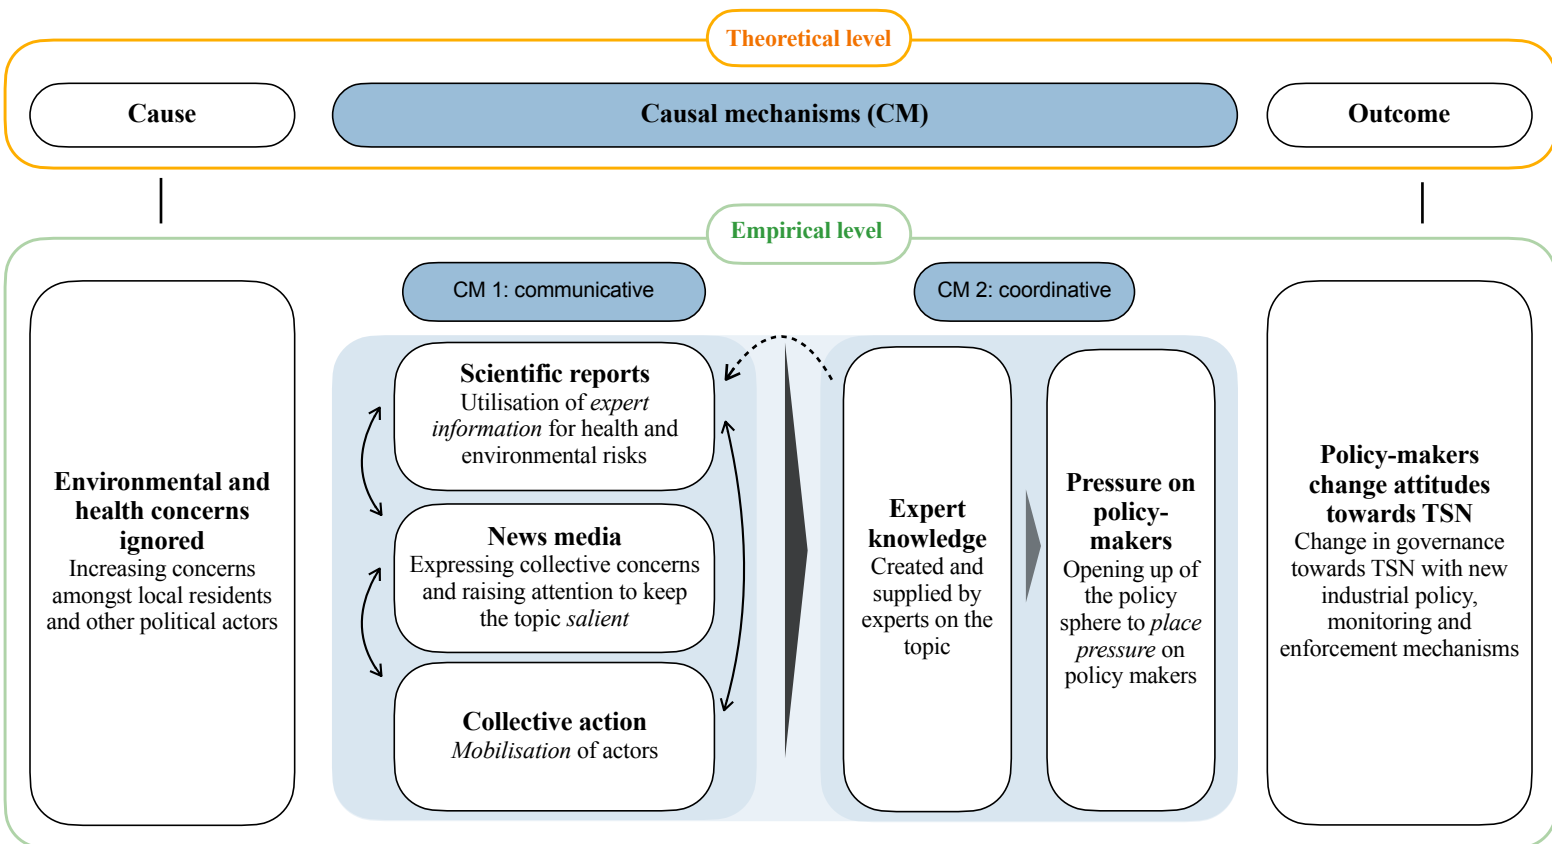 Theoretical level
Cause
Causal mechanisms (CM)
Outcome
Empirical level
CM 1: communicative
CM 2: coordinative
Environmental and
health concerns
ignored
Increasing concerns
amongst local residents
and other political actors
Scientific reports
Utilisation of expert
information for health and
environmental risks
News media
Expressing collective concerns
and raising attention to keep
the topic salient
Collective action
Mobilisation of actors
Expert
knowledge
Created and
supplied by
experts on the
topic
Pressure on
policy-
makers
Opening up of
the policy
sphere to place
pressure on
policy makers
Policy-makers
change attitudes
towards TSN
Change in governance
towards TSN with new
industrial policy,
monitoring and
enforcement mechanisms